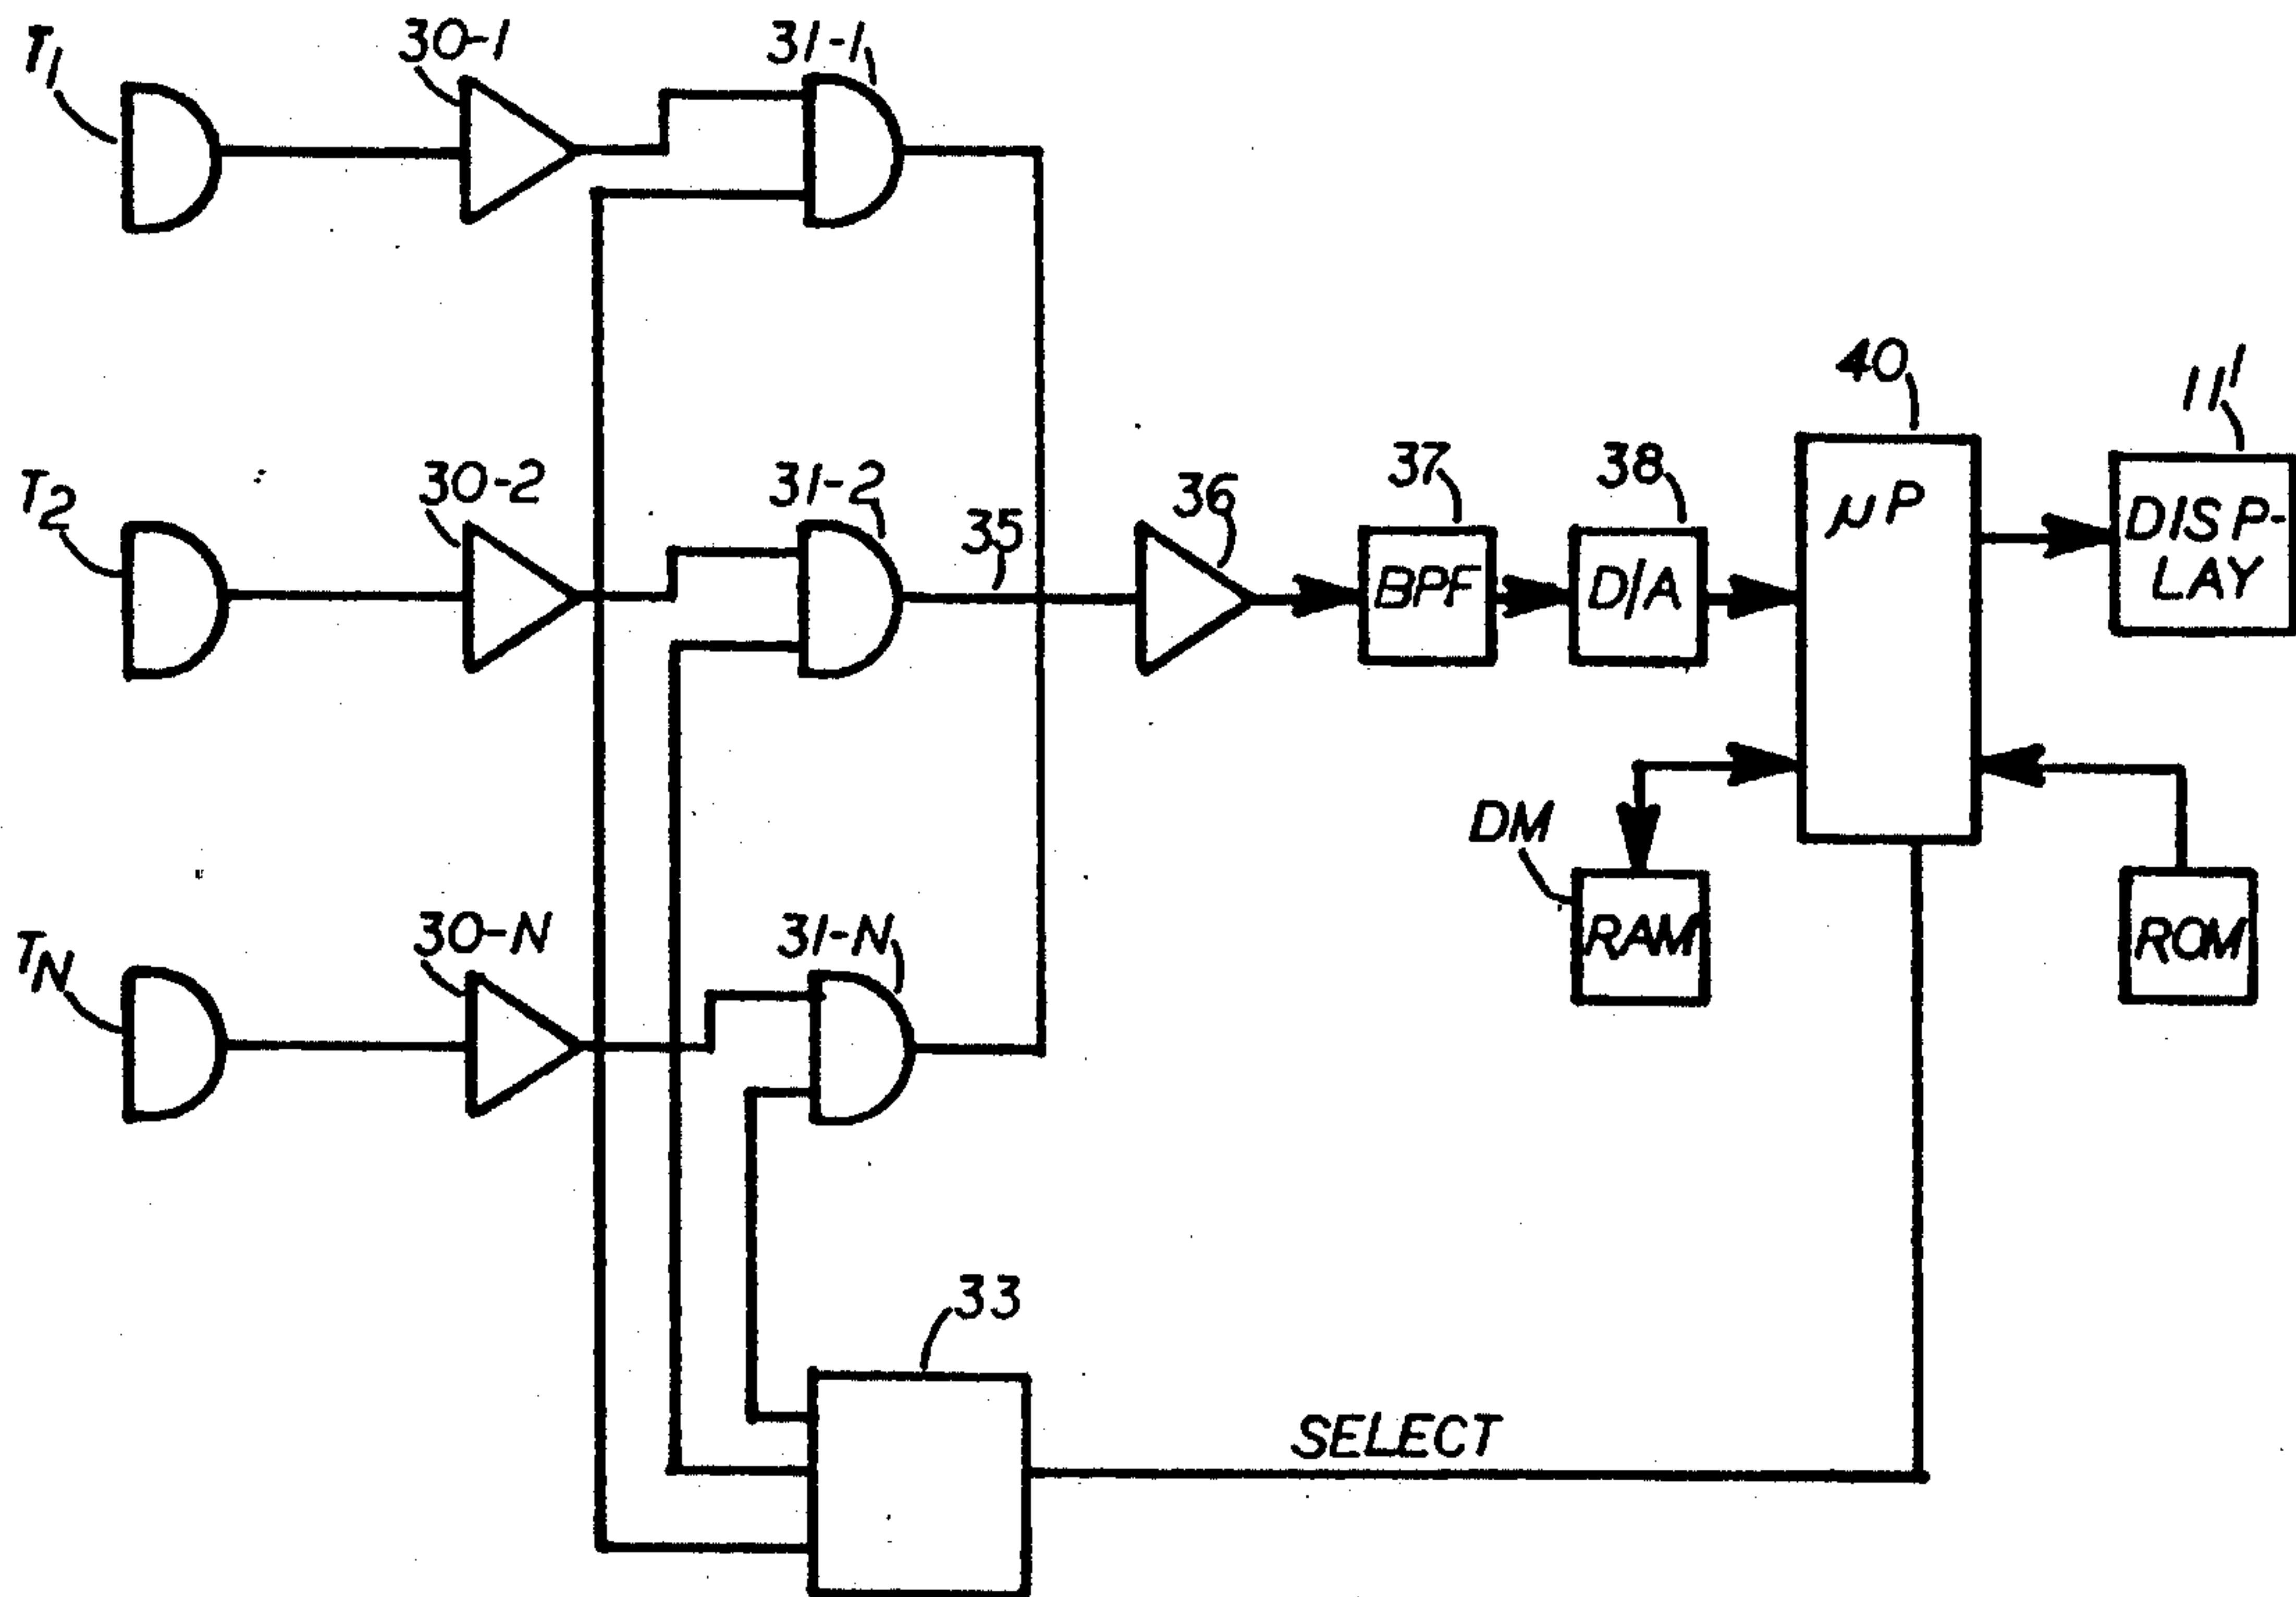 T1
30-1
31-1
T2
30-2
31-2
35
36
37
BPF
38
D/A
40
μP
11'
DISP-
LAY
DM
RAM
ROM
TN
30-N
31-N
33
SELECT